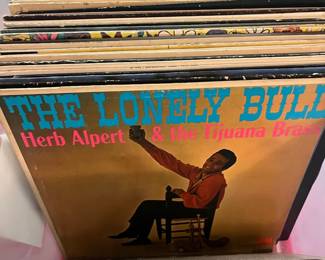 THE LONELY BULL
Herb Alpert & the Tijuana Brass